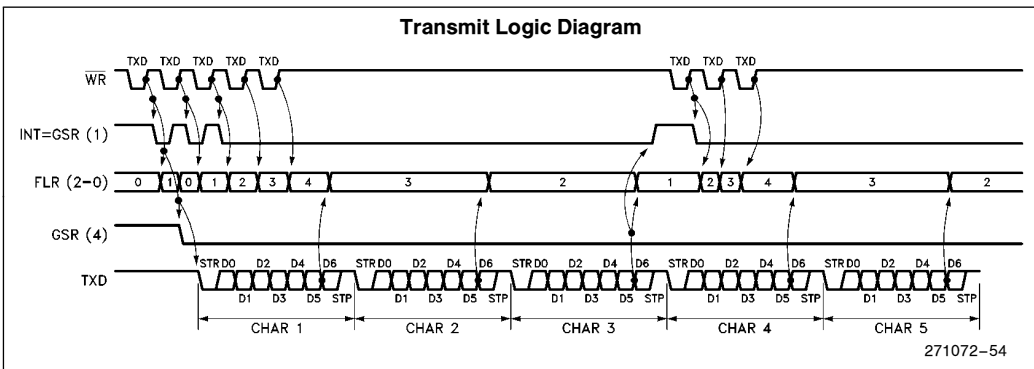 Transmit Logic Diagram
TXD TXD TXD TXD TXD TXD TXD TXD
WR
INT=GSR (1)
FLR (2-0) 0 1 0 1 2 3 4 3 2 1 2 3 4 3 2
GSR (4)
STR D0 D2 D4 D6 STR D0 D2 D4 D6 STR D0 D2 D4 D6 STR D0 D2 D4 D6 STR D0 D2 D4 D6
TXD
D1 D3 D5 STP D1 D3 D5 STP D1 D3 D5 STP D1 D3 D5 STP D1 D3 D5 STP
CHAR 1 CHAR 2 CHAR 3 CHAR 4 CHAR 5
271072–54